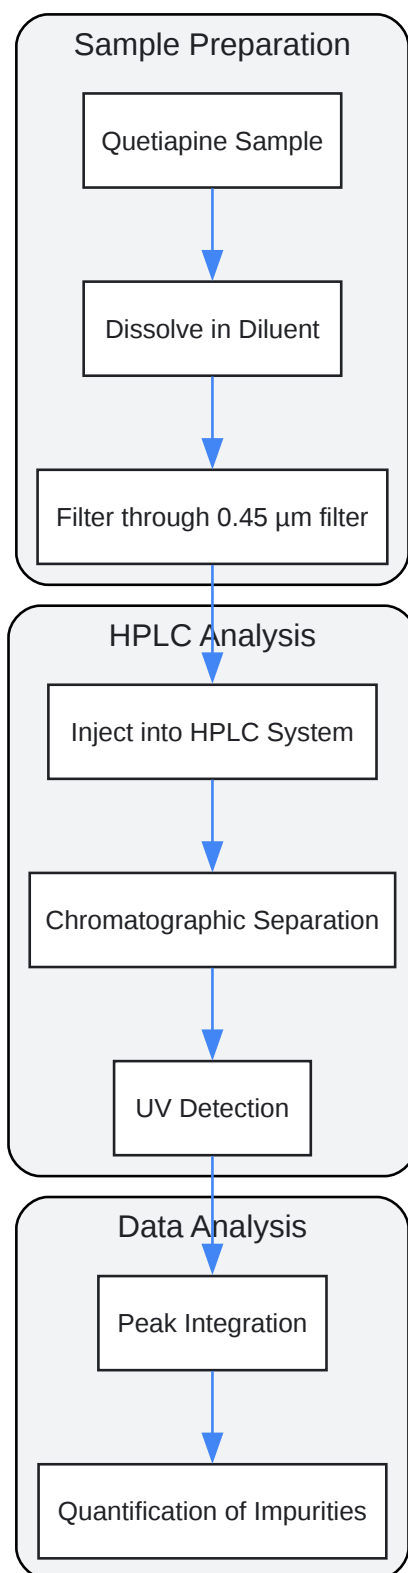 Sample Preparation
Quetiapine Sample
Dissolve in Diluent
Filter through 0.45 µm filter
HPLC Analysis
Inject into HPLC System
Chromatographic Separation
UV Detection
Data Analysis
Peak Integration
Quantification of Impurities